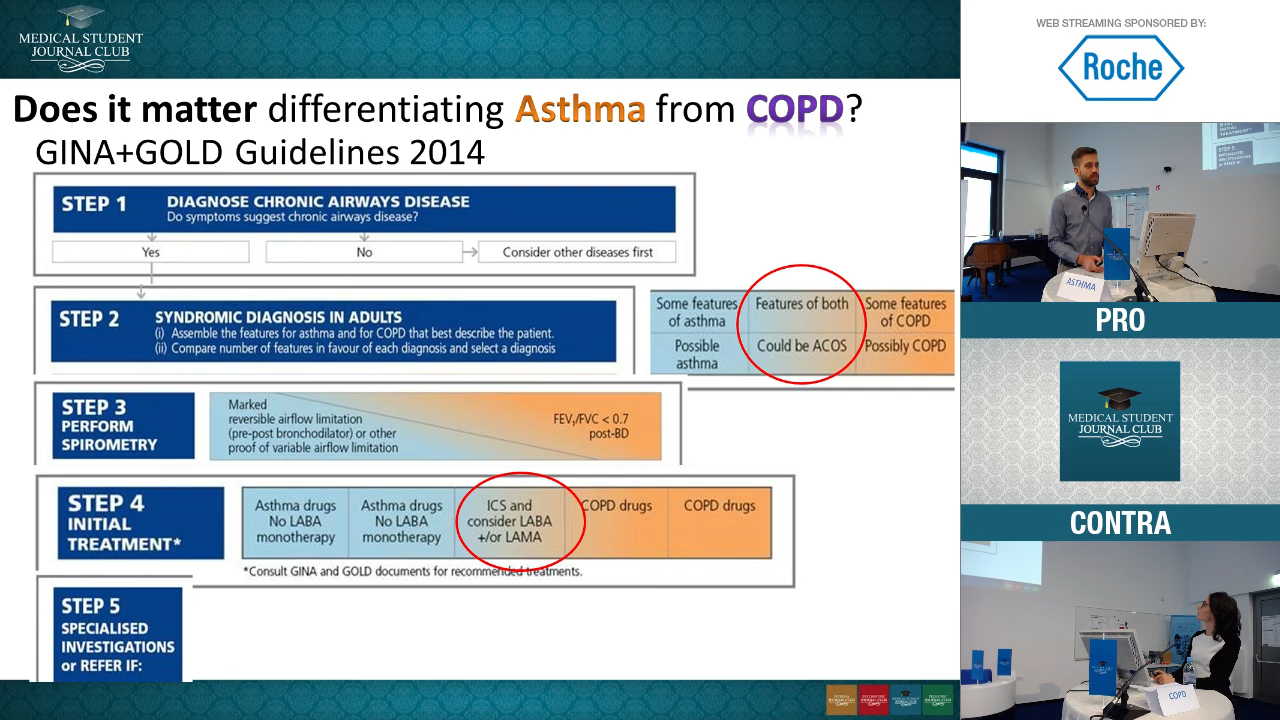 MEDICAL STUDENT
JOURNAL CLUB
Does it matter differentiating Asthma from COPD?
GINA+GOLD Guidelines 2014
STEP 1
DIAGNOSE CHRONIC AIRWAYS DISEASE
Do symptoms suggest chronic airways disease?
Yes
No
Consider other diseases first
STEP 2
SYNDROMIC DIAGNOSIS IN ADULTS
(i) Assemble the features for asthma and for COPD that best describe the patient.
(ii) Compare number of features in favour of each diagnosis and select a diagnosis
Some features
of asthma
Features of both
Some features
of COPD
Possible
asthma
Could be ACOS
Possibly COPD
STEP 3
PERFORM
SPIROMETRY
Marked
reversible airflow limitation
(pre-post bronchodilator) or other
proof of variable airflow limitation
FEV₁/FVC < 0.7
post-BD
STEP 4
INITIAL
TREATMENT*
Asthma drugs
No LABA
monotherapy
Asthma drugs
No LABA
monotherapy
ICS and
consider LABA
+/or LAMA
COPD drugs
COPD drugs
*Consult GINA and GOLD documents for recommended treatments.
STEP 5
SPECIALISED
INVESTIGATIONS
or REFER IF:
WEB STREAMING SPONSORED BY:
Roche
ASTHMA
PRO
MEDICAL STUDENT
JOURNAL CLUB
CONTRA
COPD